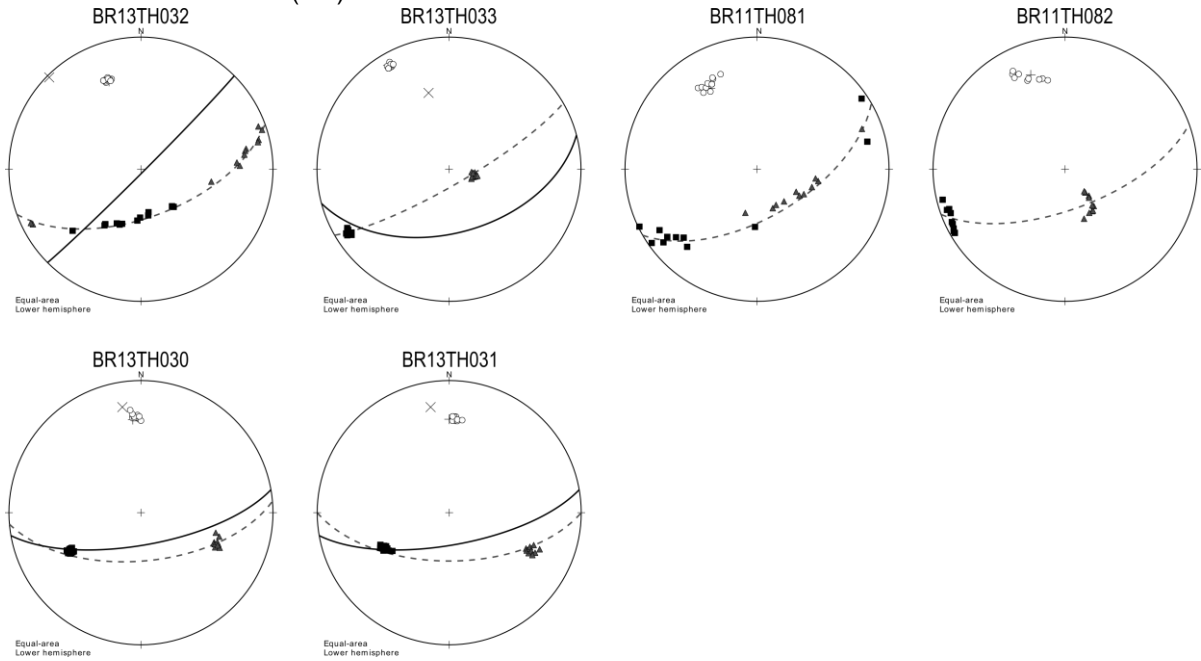 BR13TH032
N
Equal-area
Lower hemisphere
BR13TH033
N
Equal-area
Lower hemisphere
BR11TH081
N
Equal-area
Lower hemisphere
BR11TH082
N
Equal-area
Lower hemisphere
BR13TH030
N
Equal-area
Lower hemisphere
BR13TH031
N
Equal-area
Lower hemisphere